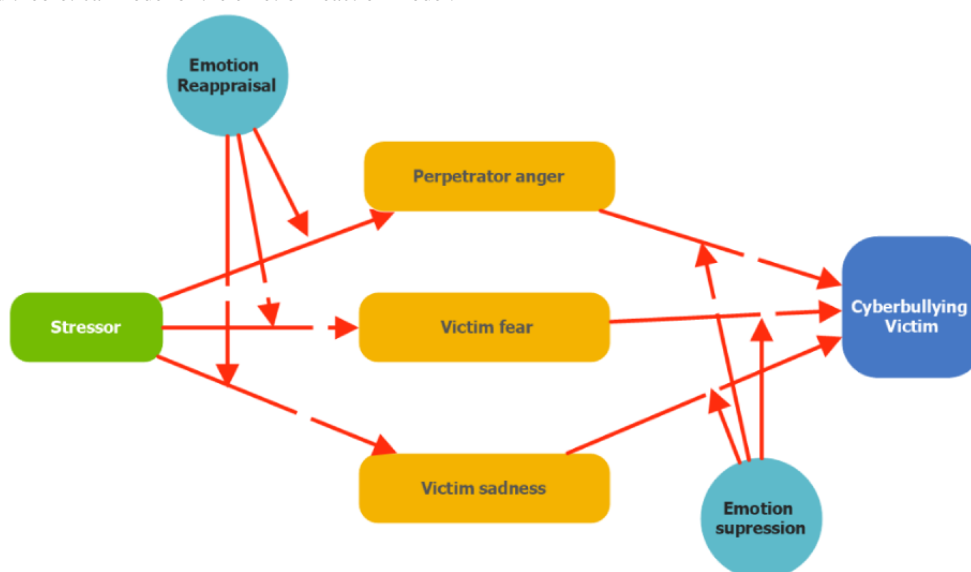 Emotion
Reappraisal
Perpetrator anger
Stressor
Victim fear
Cyberbullying
Victim
Victim sadness
Emotion
supression